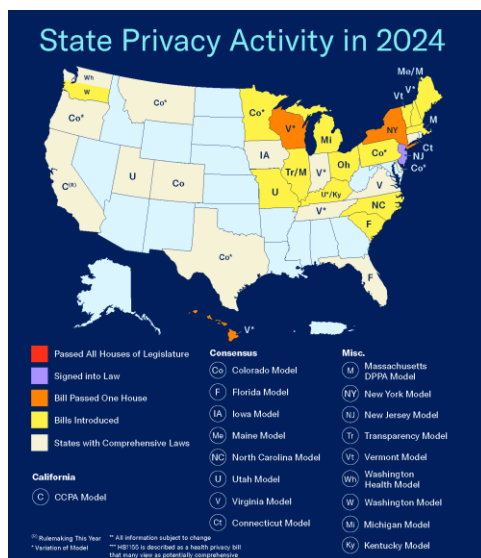 State Privacy Activity in 2024
Me/M
Wh
V*
W
Vt
Co*
Co*
Co*
V*
NY
M
Mi
Ct
IA
Co*
NJ
Oh
Co*
C(R)
U
Co
Tr/M
V*
V
U
U*/Ky
NC
V*
F
Co*
F
V*
Passed All Houses of Legislature
Signed into Law
Bill Passed One House
Bills Introduced
States with Comprehensive Laws
California
C CCPA Model
Consensus
Co Colorado Model
F Florida Model
IA Iowa Model
Me Maine Model
NC North Carolina Model
U Utah Model
V Virginia Model
Ct Connecticut Model
Misc.
M Massachusetts
DPPA Model
NY New York Model
NJ New Jersey Model
Tr Transparency Model
Vt Vermont Model
Wh Washington
Health Model
W Washington Model
Mi Michigan Model
Ky Kentucky Model
(R) Rulemaking This Year
* Variation of Model
** All information subject to change
*** HB1155 is described as a health privacy bill
that many view as potentially comprehensive